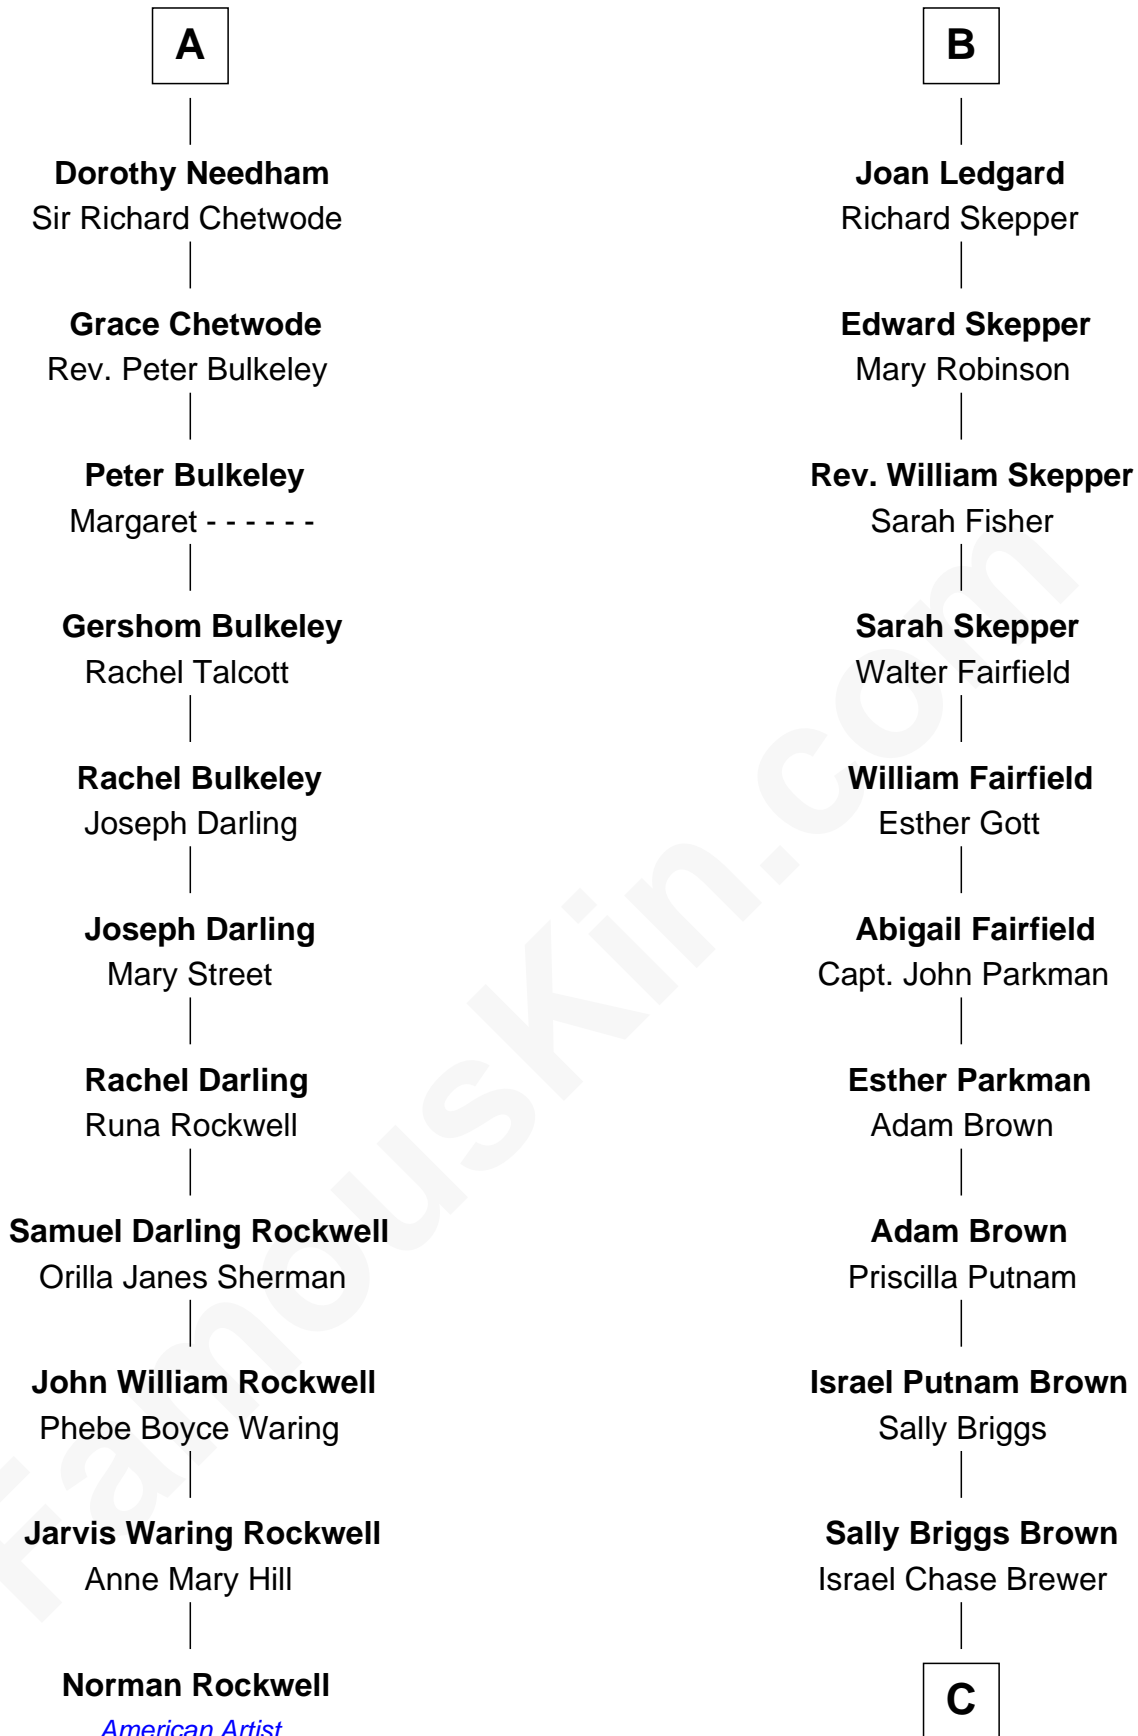 A
Dorothy Needham
Sir Richard Chetwode
Grace Chetwode
Rev. Peter Bulkeley
Peter Bulkeley
Margaret - - - - - -
Gershom Bulkeley
Rachel Talcott
Rachel Bulkeley
Joseph Darling
Joseph Darling
Mary Street
Rachel Darling
Runa Rockwell
Samuel Darling Rockwell
Orilla Janes Sherman
John William Rockwell
Phebe Boyce Waring
Jarvis Waring Rockwell
Anne Mary Hill
Norman Rockwell
American Artist
B
Joan Ledgard
Richard Skepper
Edward Skepper
Mary Robinson
Rev. William Skepper
Sarah Fisher
Sarah Skepper
Walter Fairfield
William Fairfield
Esther Gott
Abigail Fairfield
Capt. John Parkman
Esther Parkman
Adam Brown
Adam Brown
Priscilla Putnam
Israel Putnam Brown
Sally Briggs
Sally Briggs Brown
Israel Chase Brewer
C
FamousKin.com